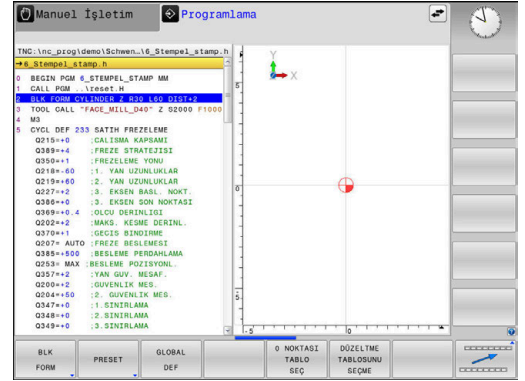 Manuel İşletim
Programlama
TNC:\nc_prog\demo\Schwen…\6_Stempel_stamp.h
→6_Stempel_stamp.h
0 BEGIN PGM 6_STEMPEL_STAMP MM
1 CALL PGM ..\reset.H
2 BLK FORM CYLINDER Z R30 L60 DIST+2
3 TOOL CALL "FACE_MILL_D40" Z S2000 F1000
4 M3
5 CYCL DEF 233 SATIH FREZELEME
Q215=+0 ;CALISMA KAPSAMI
Q389=+4 ;FREZE STRATEJISI
Q350=+1 ;FREZELEME YONU
Q218=-60 ;1. YAN UZUNLUKLAR
Q219=+60 ;2. YAN UZUNLUKLAR
Q227=+2 ;3. EKSEN BASL. NOKT.
Q386=+0 ;3. EKSEN SON NOKTASI
Q369=+0.4 ;OLCU DERINLIGI
Q202=+2 ;MAKS. KESME DERINL.
Q370=+1 ;GECIS BINDIRME
Q207= AUTO ;FREZE BESLEMESI
Q385=+500 ;BESLEME PERDAHLAMA
Q253= MAX ;BESLEME POZISYONL.
Q357=+2 ;YAN GUV. MESAF.
Q200=+2 ;GUVENLIK MES.
Q204=+50 ;2. GUVENLIK MES.
Q347=+0 ;1.SINIRLAMA
Q348=+0 ;2.SINIRLAMA
Q349=+0 ;3.SINIRLAMA
Y
X
5
0
5
-5
0
BLK FORM
PRESET
GLOBAL DEF
0 NOKTASI TABLO SEÇ
DÜZELTME TABLOSUNU SEÇME